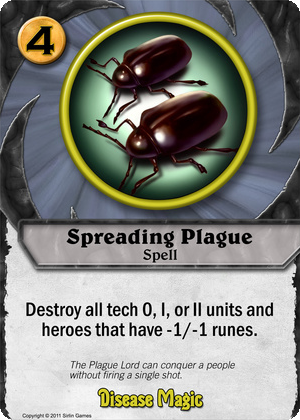 4
Spreading Plague
Spell
Destroy all tech 0, I, or II units and
heroes that have -1/-1 runes.
The Plague Lord can conquer a people
without firing a single shot.
Copyright © 2011 Sirlin Games
Disease Magic